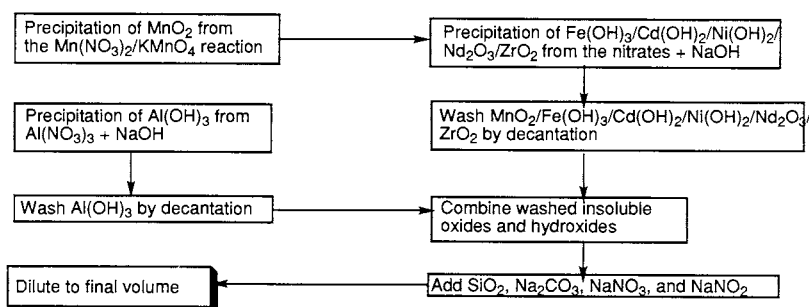 Precipitation of MnO2 from
the Mn(NO3)2/KMnO4 reaction
Precipitation of Fe(OH)3/Cd(OH)2/Ni(OH)2/
Nd2O3/ZrO2 from the nitrates + NaOH
Precipitation of Al(OH)3 from
Al(NO3)3 + NaOH
Wash MnO2/Fe(OH)3/Cd(OH)2/Ni(OH)2/Nd2O3/
ZrO2 by decantation
Wash Al(OH)3 by decantation
Combine washed insoluble
oxides and hydroxides
Dilute to final volume
Add SiO2, Na2CO3, NaNO3, and NaNO2